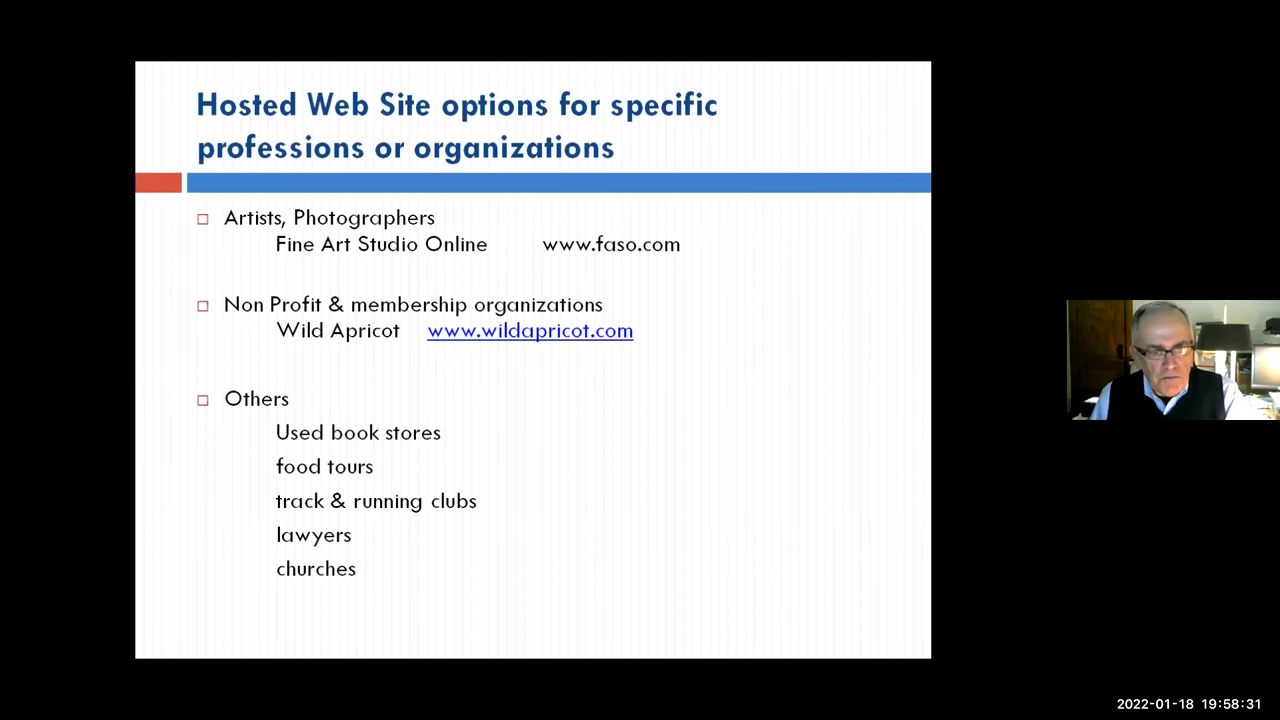 Hosted Web Site options for specific
professions or organizations
Artists, Photographers
Fine Art Studio Online www.faso.com
Non Profit & membership organizations
Wild Apricot www.wildapricot.com
Others
Used book stores
food tours
track & running clubs
lawyers
churches
2022-01-18 19:58:31